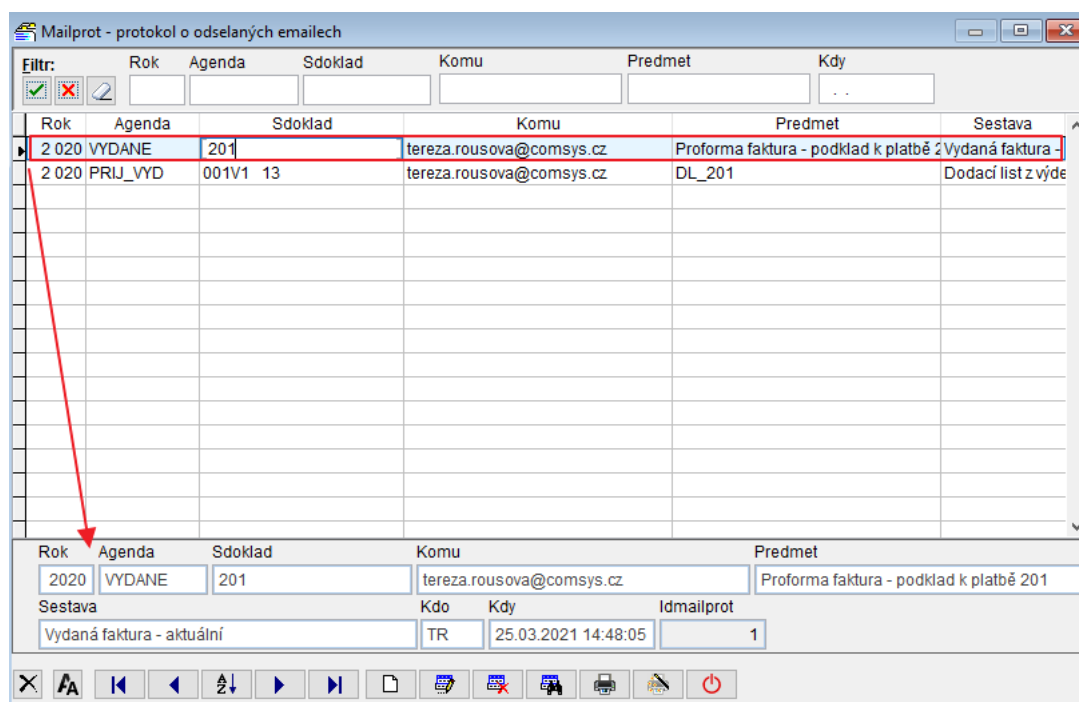 Mailprot - protokol o odselaných emailech
Filtr: Rok Agenda Sdoklad Komu Predmet Kdy
. .
Rok Agenda Sdoklad Komu Predmet Sestava
2 020 VYDANE 201 tereza.rousova@comsys.cz Proforma faktura - podklad k platbě 2 Vydaná faktura -
2 020 PRIJ_VYD 001V1 13 tereza.rousova@comsys.cz DL_201 Dodací list z výde
Rok Agenda Sdoklad Komu Predmet
2020 VYDANE 201 tereza.rousova@comsys.cz Proforma faktura - podklad k platbě 201
Sestava Kdo Kdy Idmailprot
Vydaná faktura - aktuální TR 25.03.2021 14:48:05 1